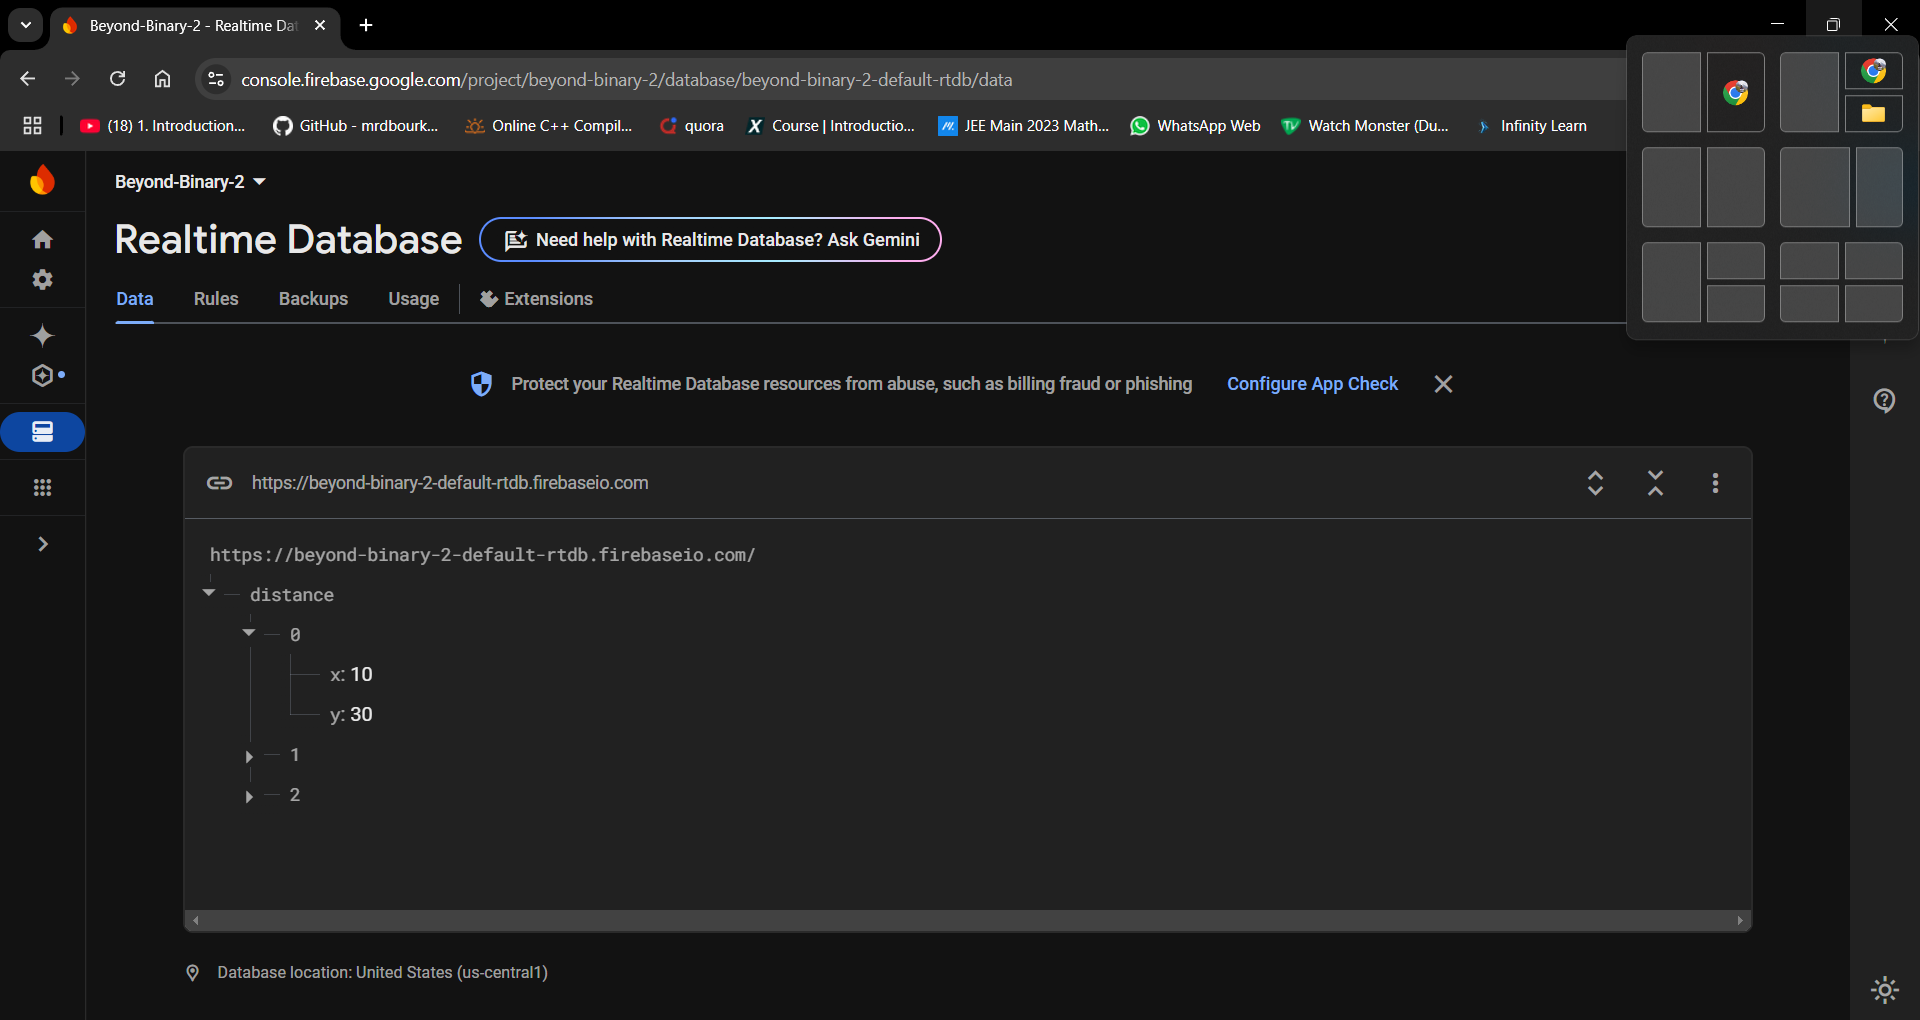 Beyond-Binary-2 - Realtime Dat
console.firebase.google.com/project/beyond-binary-2/database/beyond-binary-2-default-rtdb/data
(18) 1. Introduction...
GitHub - mrdbourk...
Online C++ Compil...
quora
Course | Introductio...
JEE Main 2023 Math...
WhatsApp Web
Watch Monster (Du...
Infinity Learn
Beyond-Binary-2
Realtime Database
Need help with Realtime Database? Ask Gemini
Data
Rules
Backups
Usage
Extensions
Protect your Realtime Database resources from abuse, such as billing fraud or phishing
Configure App Check
https://beyond-binary-2-default-rtdb.firebaseio.com
https://beyond-binary-2-default-rtdb.firebaseio.com/
distance
0
x: 10
y: 30
1
2
Database location: United States (us-central1)